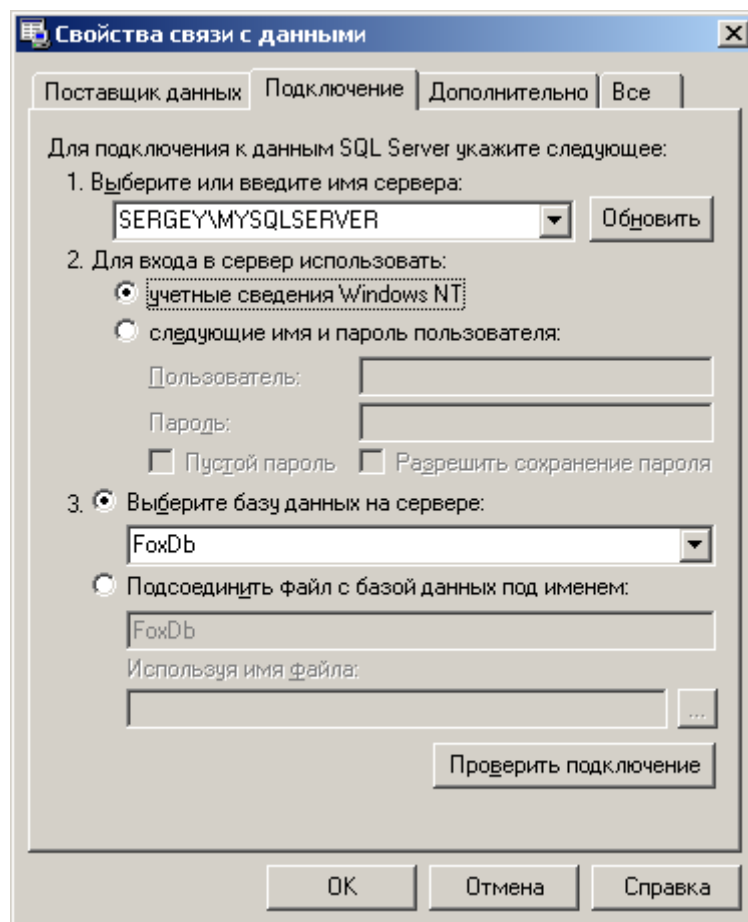 Свойства связи с данными
Поставщик данных Подключение Дополнительно Все
Для подключения к данным SQL Server укажите следующее:
1. Выберите или введите имя сервера:
SERGEY\MYSQLSERVER Обновить
2. Для входа в сервер использовать:
учетные сведения Windows NT
следующие имя и пароль пользователя:
Пользователь:
Пароль:
Пустой пароль Разрешить сохранение пароля
3. Выберите базу данных на сервере:
FoxDb
Подсоединить файл с базой данных под именем:
FoxDb
Используя имя файла:
...
Проверить подключение
OK Отмена Справка